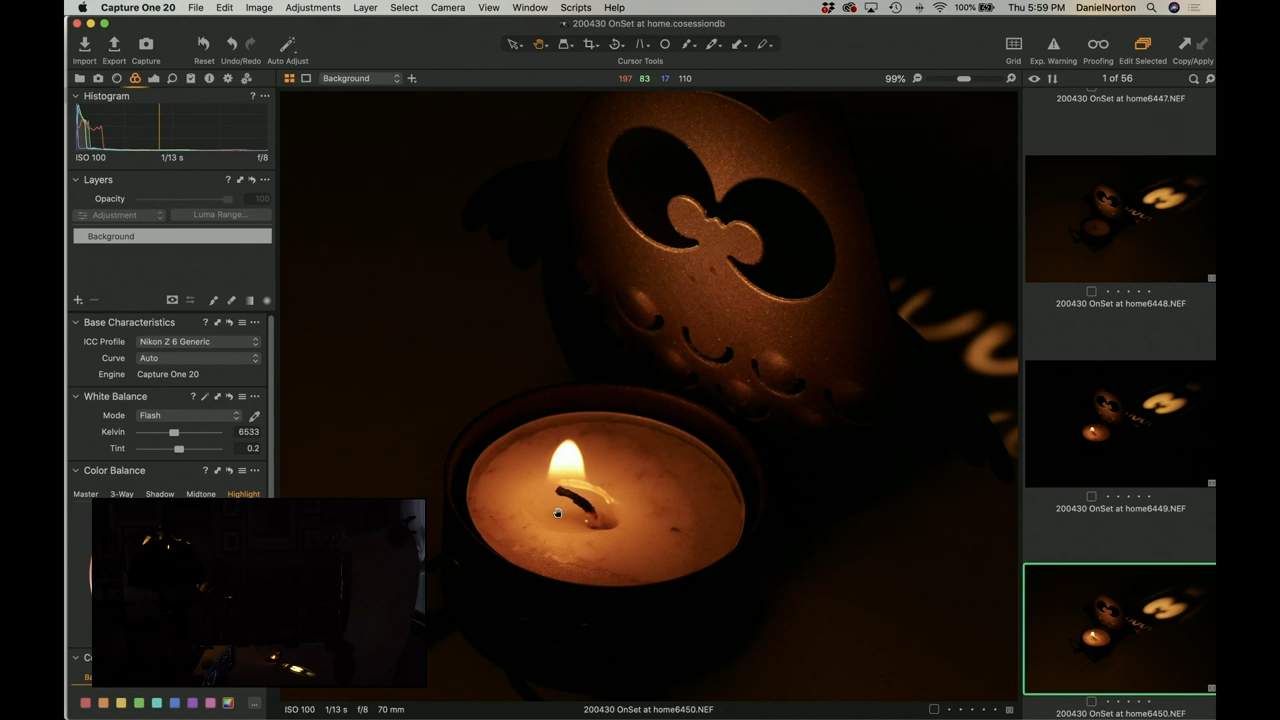 Capture One 20 File Edit View Image Adjustments Layer Select Camera View Window Scripts Help 100% Thu 5:59 PM DanielNorton
200430 OnSet at home.cosessiondb
Import Export Capture Reset Undo/Redo Auto Adjust Cursor Tools Grid Exp. Warning Proofing Edit Selected Copy/Apply
Background 197 83 17 110 99% 1 of 56
Histogram ? ...
ISO 100 1/13 s f/8
Layers ? ...
Opacity 100
Adjustment Luma Range...
Background
Base Characteristics ? ...
ICC Profile Nikon Z 6 Generic
Curve Auto
Engine Capture One 20
White Balance ? ...
Mode Flash
Kelvin 6533
Tint 0.2
Color Balance ? ...
Master 3-Way Shadow Midtone Highlight
ISO 100 1/13 s f/8 70 mm 200430 OnSet at home6450.NEF
200430 OnSet at home6447.NEF
200430 OnSet at home6448.NEF
200430 OnSet at home6449.NEF
200430 OnSet at home6450.NEF